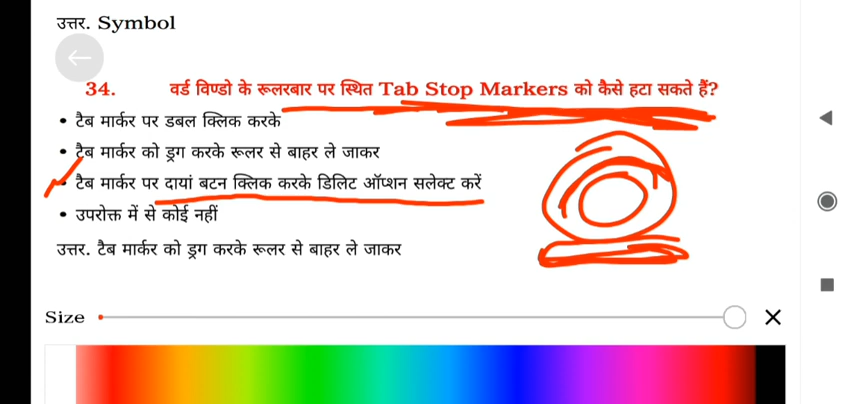 उत्तर. Symbol
34. वर्ड विण्डो के रूलरबार पर स्थित Tab Stop Markers को कैसे हटा सकते हैं?
• टैब मार्कर पर डबल क्लिक करके
• टैब मार्कर को ड्रग करके रूलर से बाहर ले जाकर
• टैब मार्कर पर दायां बटन क्लिक करके डिलिट ऑप्शन सलेक्ट करें
• उपरोक्त में से कोई नहीं
उत्तर. टैब मार्कर को ड्रग करके रूलर से बाहर ले जाकर
Size